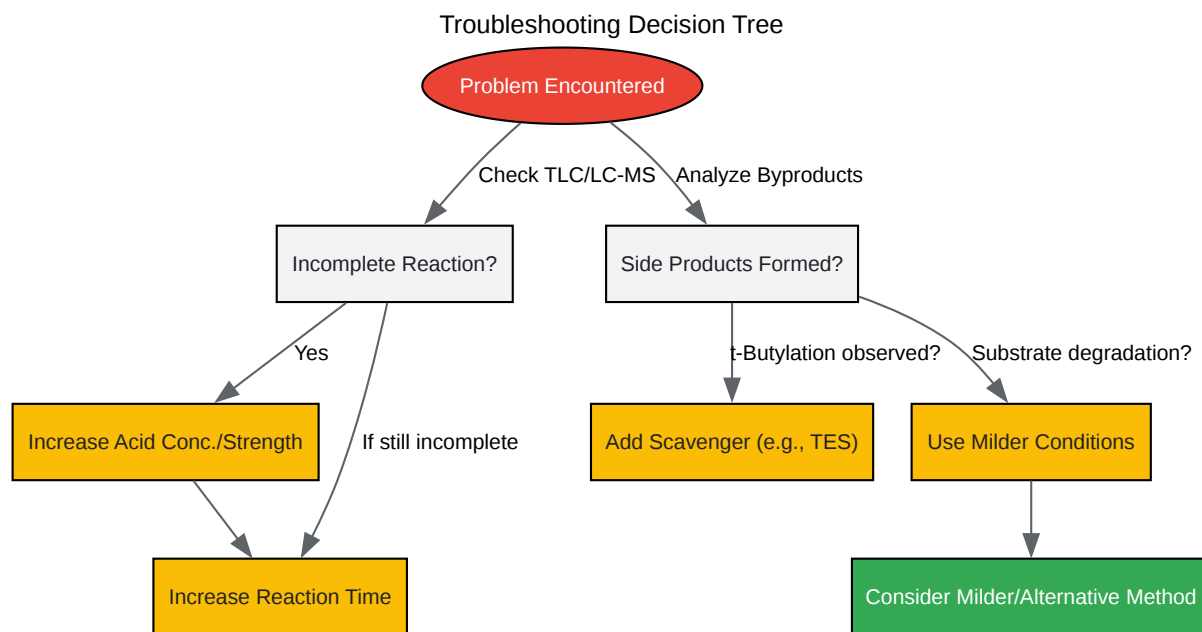 Troubleshooting Decision Tree
Problem Encountered
Check TLC/LC-MS
Analyze Byproducts
Incomplete Reaction?
Side Products Formed?
Yes
t-Butylation observed?
Substrate degradation?
Increase Acid Conc./Strength
If still incomplete
Add Scavenger (e.g., TES)
Use Milder Conditions
Increase Reaction Time
Consider Milder/Alternative Method